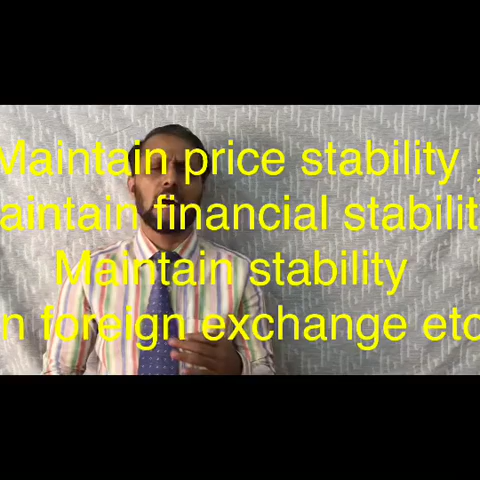 Maintain price stability ,
aintain financial stabilit
Maintain stability
n foreign exchange etc